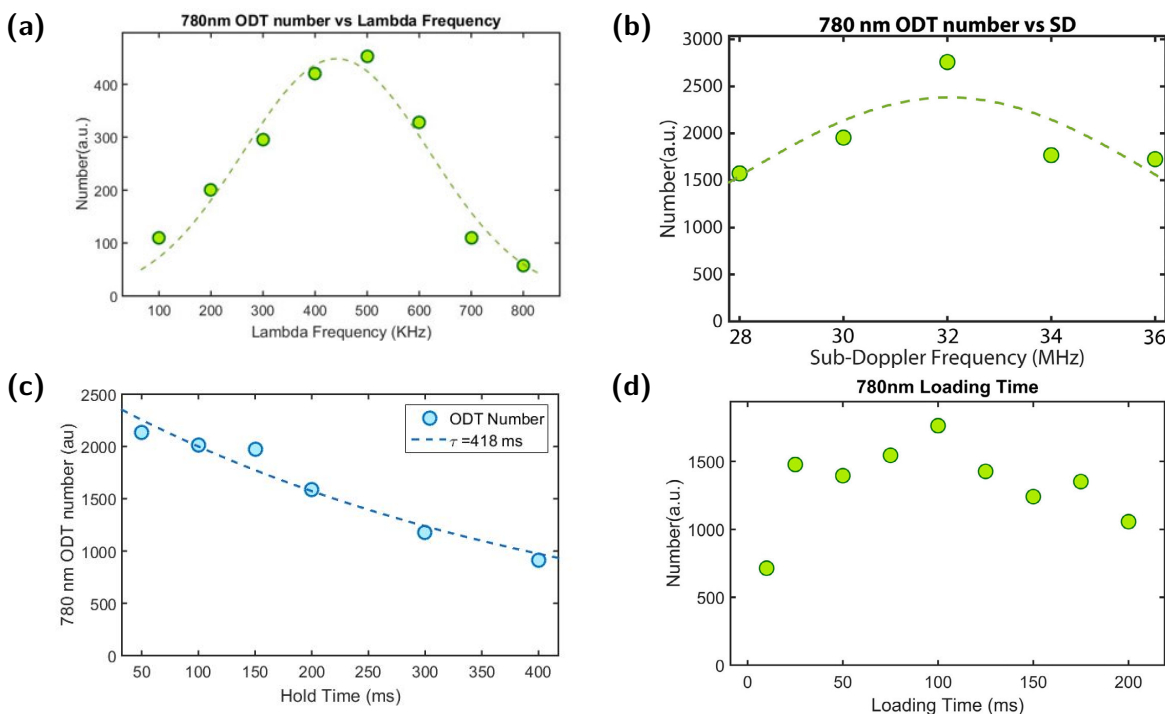 (a)
780nm ODT number vs Lambda Frequency
Number(a.u.)
400
300
200
100
0
100 200 300 400 500 600 700 800
Lambda Frequency (KHz)
(b)
780 nm ODT number vs SD
Number(a.u.)
3000
2500
2000
1500
1000
500
0
28 30 32 34 36
Sub-Doppler Frequency (MHz)
(c)
780 nm ODT number (au)
2500
2000
1500
1000
500
0
ODT Number
τ =418 ms
50 100 150 200 250 300 350 400
Hold Time (ms)
(d)
780nm Loading Time
Number(a.u.)
1500
1000
500
0
0 50 100 150 200
Loading Time (ms)